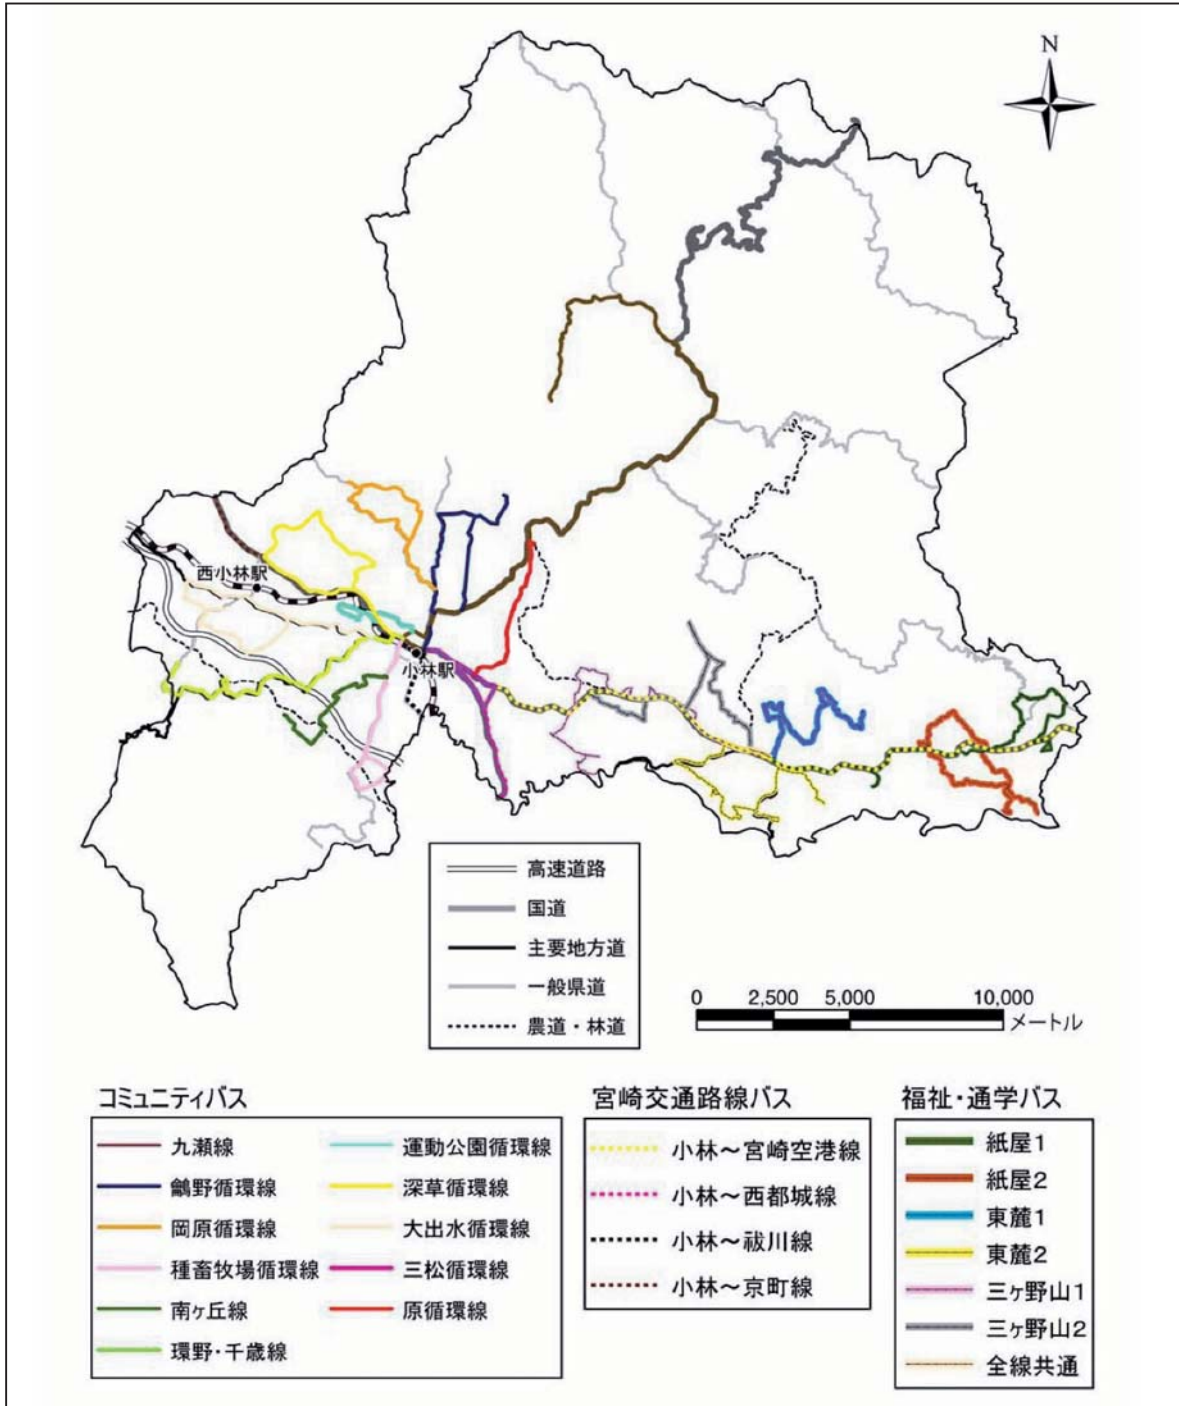 N
西小林駅
小林駅
高速道路
国道
主要地方道
一般県道
農道・林道
0 2,500 5,000 10,000
メートル
コミュニティバス
九瀬線
鸙野循環線
岡原循環線
種畜牧場循環線
南ヶ丘線
環野・千歳線
運動公園循環線
深草循環線
大出水循環線
三松循環線
原循環線
宮崎交通路線バス
小林～宮崎空港線
小林～西都城線
小林～祓川線
小林～京町線
福祉・通学バス
紙屋1
紙屋2
東麓1
東麓2
三ヶ野山1
三ヶ野山2
全線共通